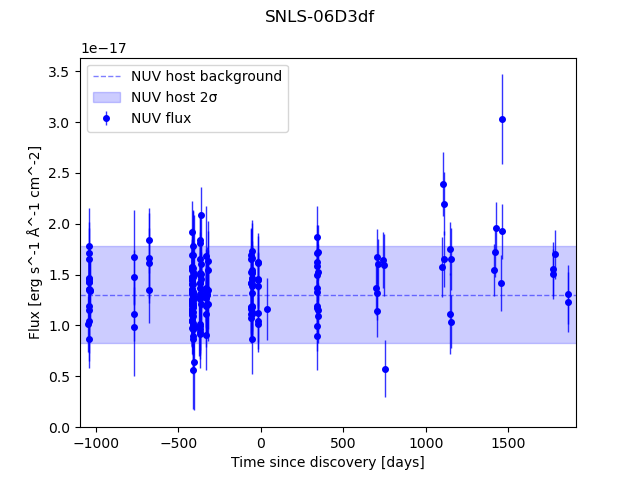 SNLS-06D3df
1e−17
NUV host background
NUV host 2σ
NUV flux
3.5
3.0
2.5
2.0
1.5
1.0
0.5
0.0
Flux [erg s^-1 Å^-1 cm^-2]
−1000 −500 0 500 1000 1500
Time since discovery [days]